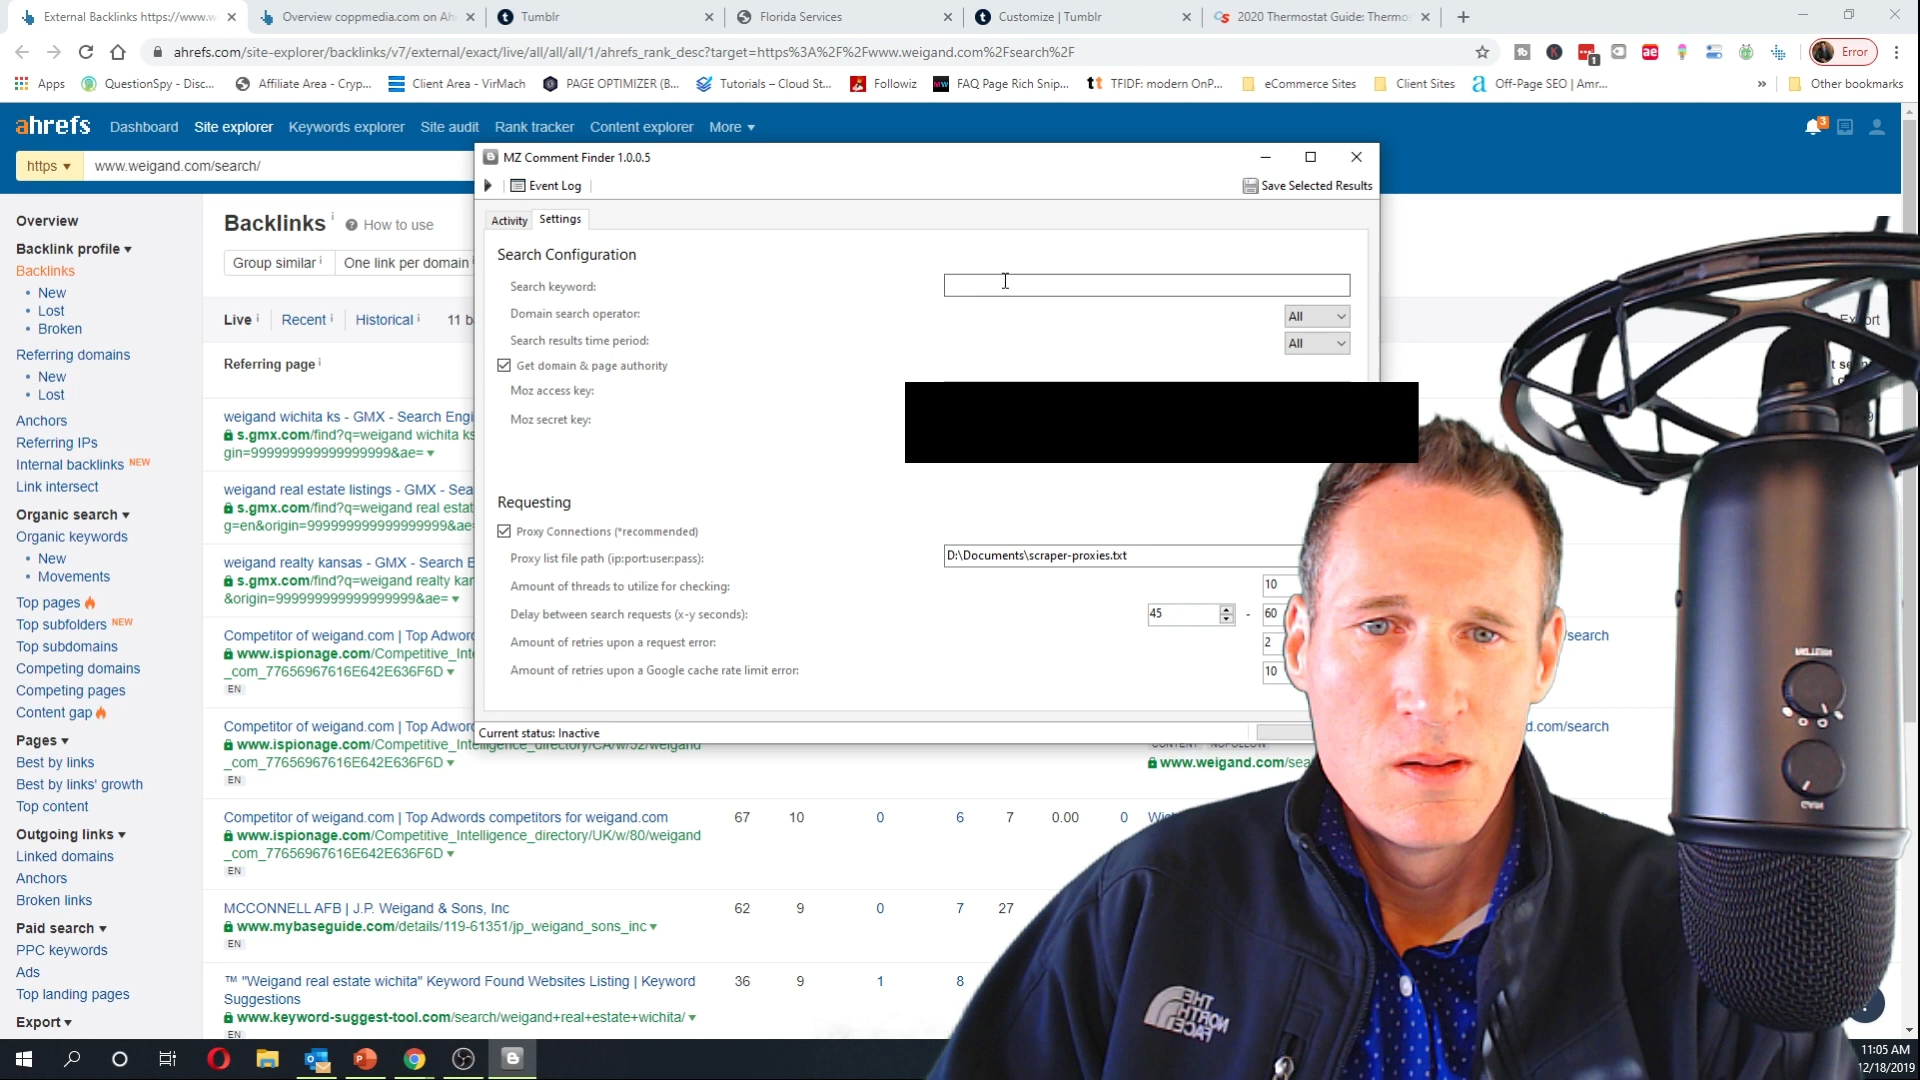 External Backlinks https://www.w
Overview coppmedia.com on Ah
Tumblr
Florida Services
Customize | Tumblr
2020 Thermostat Guide: Thermos
ahrefs.com/site-explorer/backlinks/v7/external/exact/live/all/all/all/1/ahrefs_rank_desc?target=https%3A%2F%2Fwww.weigand.com%2Fsearch%2F
Error
Apps
QuestionSpy - Disc...
Affiliate Area - Cryp...
Client Area - VirMach
PAGE OPTIMIZER (B...
Tutorials – Cloud St...
Followiz
FAQ Page Rich Snip...
TFIDF: modern OnP...
eCommerce Sites
Client Sites
Off-Page SEO | Amr...
»
Other bookmarks
ahrefs
Dashboard
Site explorer
Keywords explorer
Site audit
Rank tracker
Content explorer
More
3
https
www.weigand.com/search/
MZ Comment Finder 1.0.0.5
Event Log
Save Selected Results
Activity
Settings
Search Configuration
Search keyword:
Domain search operator:
All
Search results time period:
All
Get domain & page authority
Moz access key:
Moz secret key:
Requesting
Proxy Connections (*recommended)
Proxy list file path (ip:port:user:pass):
D:\Documents\scraper-proxies.txt
Amount of threads to utilize for checking:
10
Delay between search requests (x-y seconds):
45
-
60
Amount of retries upon a request error:
2
Amount of retries upon a Google cache rate limit error:
10
Current status: Inactive
Overview
Backlink profile
Backlinks
New
Lost
Broken
Referring domains
New
Lost
Anchors
Referring IPs
Internal backlinks NEW
Link intersect
Organic search
Organic keywords
New
Movements
Top pages
Top subfolders NEW
Top subdomains
Competing domains
Competing pages
Content gap
Pages
Best by links
Best by links' growth
Top content
Outgoing links
Linked domains
Anchors
Broken links
Paid search
PPC keywords
Ads
Top landing pages
Export
Backlinks
How to use
Group similar
One link per domain
Live
Recent
Historical
11 b
Export
Referring page
weigand wichita ks - GMX - Search Engi
s.gmx.com/find?q=weigand wichita ks
gin=999999999999999999&ae=
weigand real estate listings - GMX - Sea
s.gmx.com/find?q=weigand real estat
g=en&origin=999999999999999999&ae=
weigand realty kansas - GMX - Search E
s.gmx.com/find?q=weigand realty kan
&origin=999999999999999999&ae=
Competitor of weigand.com | Top Adwor
www.ispionage.com/Competitive_Int
_com_77656967616E642E636F6D
EN
/search
Competitor of weigand.com | Top Adwor
www.ispionage.com/Competitive_Intelligence_directory/CA/w/52/weigand
_com_77656967616E642E636F6D
EN
d.com/search
CONTENT NOFOLLOW
www.weigand.com/sea
Competitor of weigand.com | Top Adwords competitors for weigand.com
67 10 0 6 7 0.00 0
www.ispionage.com/Competitive_Intelligence_directory/UK/w/80/weigand
_com_77656967616E642E636F6D
EN
MCCONNELL AFB | J.P. Weigand & Sons, Inc
62 9 0 7 27
www.mybaseguide.com/details/119-61351/jp_weigand_sons_inc
EN
™ "Weigand real estate wichita" Keyword Found Websites Listing | Keyword
Suggestions
36 9 1 8
www.keyword-suggest-tool.com/search/weigand+real+estate+wichita/
EN
THE
NORTH
FACE
11:05 AM
12/18/2019